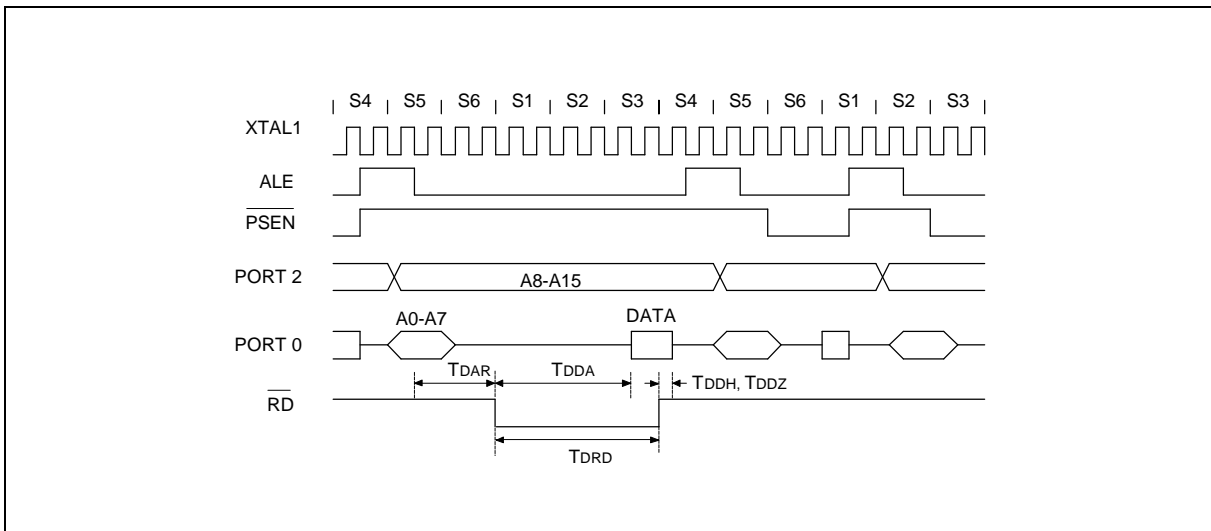 S4 S5 S6 S1 S2 S3 S4 S5 S6 S1 S2 S3
XTAL1
ALE
PSEN
PORT 2
A8-A15
A0-A7
DATA
PORT 0
TDAR
TDDA
TDDH, TDDZ
RD
TDRD